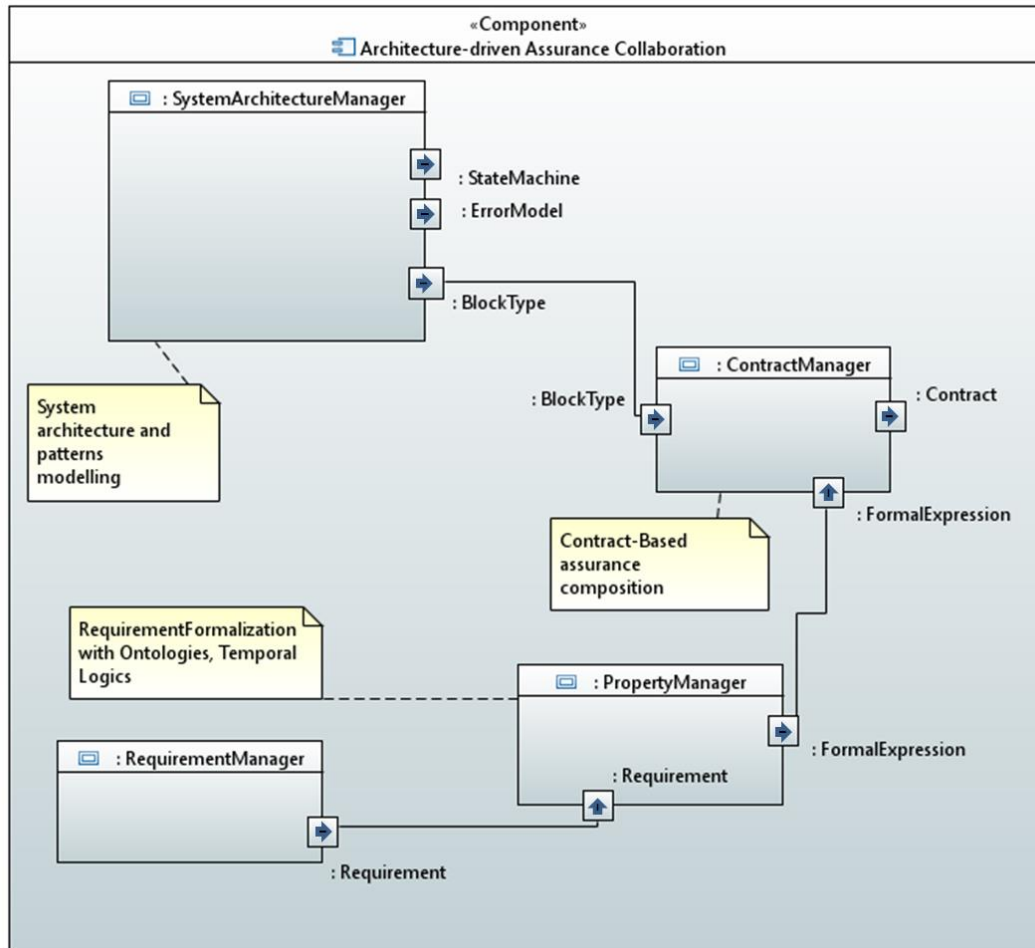 «Component»
Architecture-driven Assurance Collaboration
: SystemArchitectureManager
: StateMachine
: ErrorModel
: BlockType
: ContractManager
: BlockType
: Contract
System
architecture and
patterns
modelling
: FormalExpression
Contract-Based
assurance
composition
RequirementFormalization
with Ontologies, Temporal
Logics
: PropertyManager
: RequirementManager
: FormalExpression
: Requirement
: Requirement